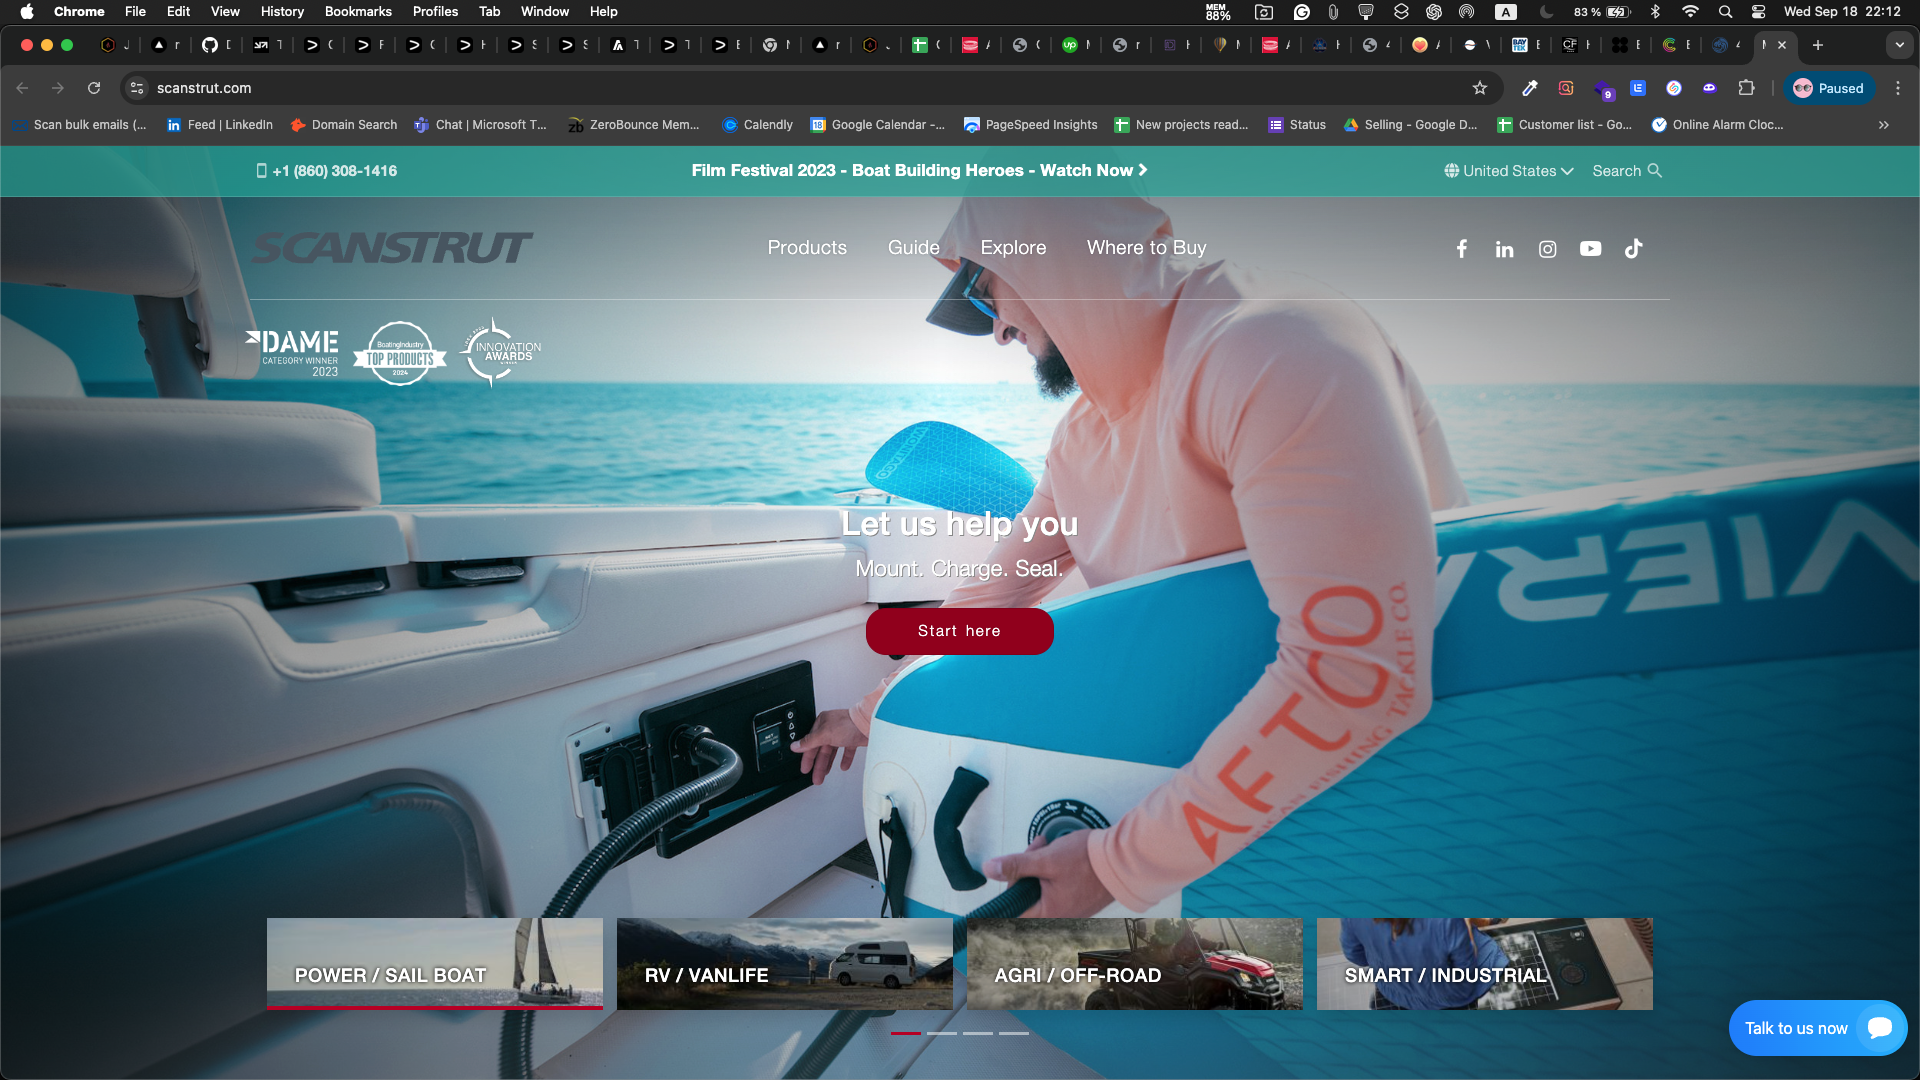 Chrome File Edit View History Bookmarks Profiles Tab Window Help
MEM 88% A 83 % Wed Sep 18 22:12
scanstrut.com
9
Paused
Scan bulk emails (...
Feed | LinkedIn
Domain Search
Chat | Microsoft T...
ZeroBounce Mem...
Calendly
Google Calendar -...
PageSpeed Insights
New projects read...
Status
Selling - Google D...
Customer list - Go...
Online Alarm Cloc...
+1 (860) 308-1416
Film Festival 2023 - Boat Building Heroes - Watch Now
United States
Search
SCANSTRUT
Products Guide Explore Where to Buy
DAME
CATEGORY WINNER
2023
BoatingIndustry
TOP PRODUCTS
2024
INNOVATION
AWARDS
Let us help you
Mount. Charge. Seal.
Start here
AFTCO
TACKLE CO.
POWER / SAIL BOAT
RV / VANLIFE
AGRI / OFF-ROAD
SMART / INDUSTRIAL
Talk to us now